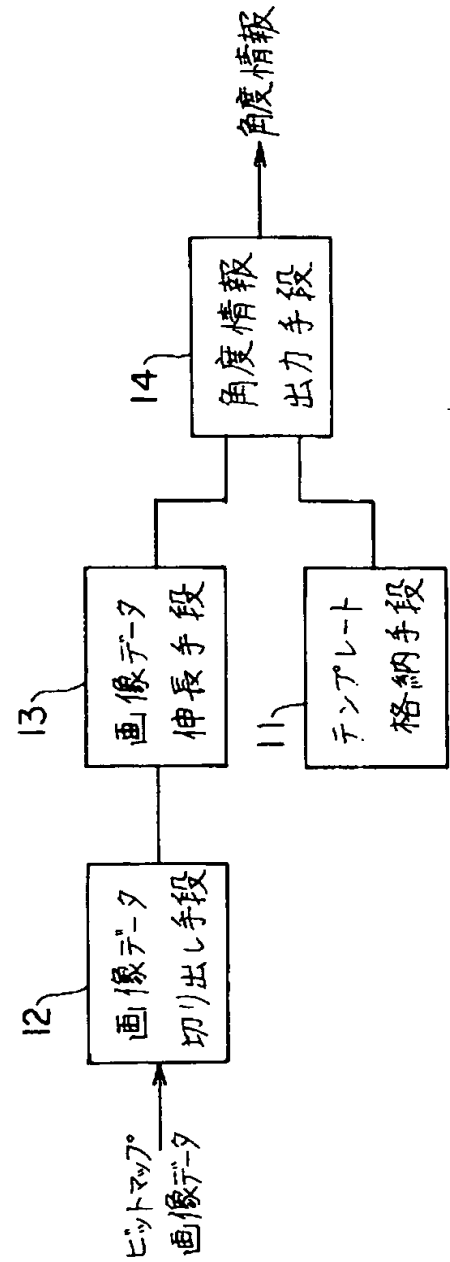 ビットマップ
画像データ
12
画像データ
切り出し手段
13
画像データ
伸長手段
11
テンプレート
格納手段
14
角度情報
出力手段
角度情報